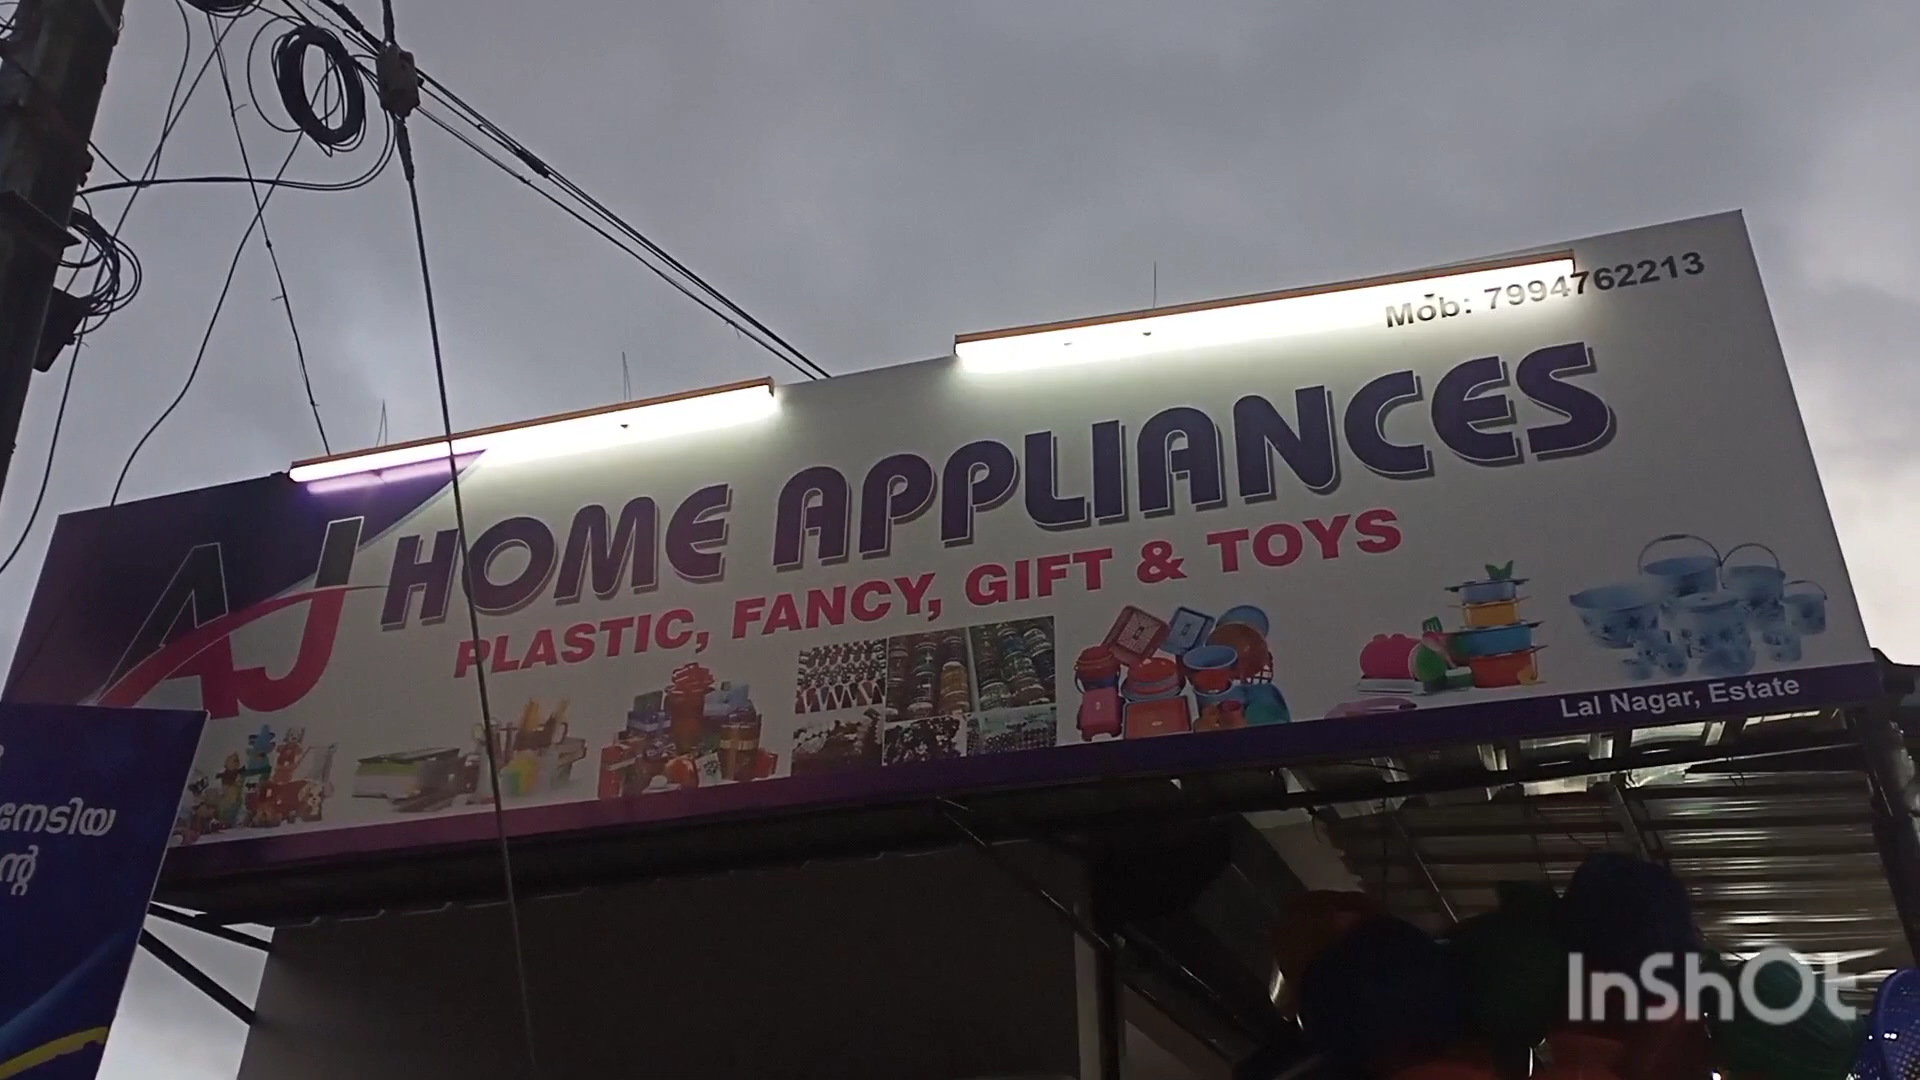 Mob: 7994762213
AJ HOME APPLIANCES
PLASTIC, FANCY, GIFT & TOYS
Lal Nagar, Estate
നേടിയ
ന്റ്
InShOt